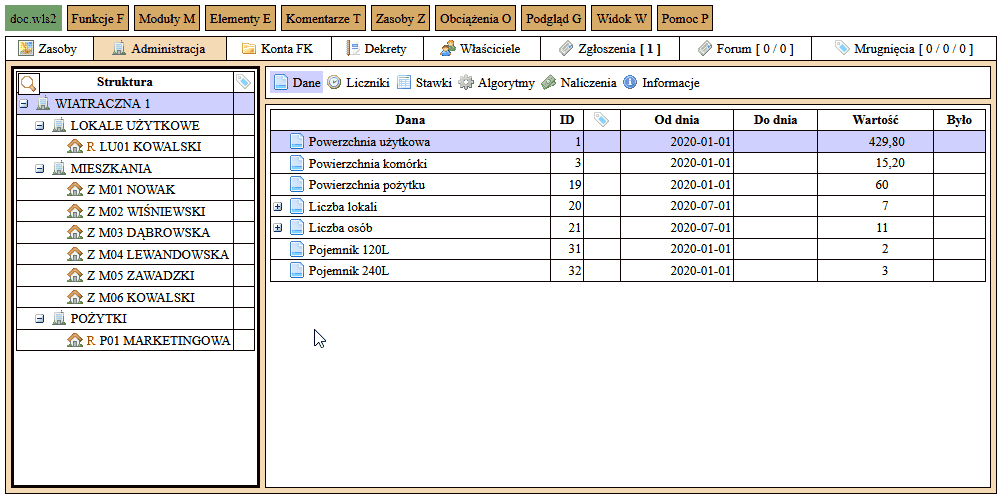 doc.wls2 Funkcje F Moduły M Elementy E Komentarze T Zasoby Z Obciążenia O Podgląd G Widok W Pomoc P
Zasoby Administracja Konta FK Dekrety Właściciele Zgłoszenia [ 1 ] Forum [ 0 / 0 ] Mrugnięcia [ 0 / 0 / 0 ]
Struktura
WIATRACZNA 1
LOKALE UŻYTKOWE
R LU01 KOWALSKI
MIESZKANIA
Z M01 NOWAK
Z M02 WIŚNIEWSKI
Z M03 DĄBROWSKA
Z M04 LEWANDOWSKA
Z M05 ZAWADZKI
Z M06 KOWALSKI
POŻYTKI
R P01 MARKETINGOWA
Dane Liczniki Stawki Algorytmy Naliczenia Informacje
Dana ID Od dnia Do dnia Wartość Było
Powerzchnia użytkowa 1 2020-01-01 429,80
Powierzchnia komórki 3 2020-01-01 15,20
Powierzchnia pożytku 19 2020-01-01 60
Liczba lokali 20 2020-07-01 7
Liczba osób 21 2020-07-01 11
Pojemnik 120L 31 2020-01-01 2
Pojemnik 240L 32 2020-01-01 3